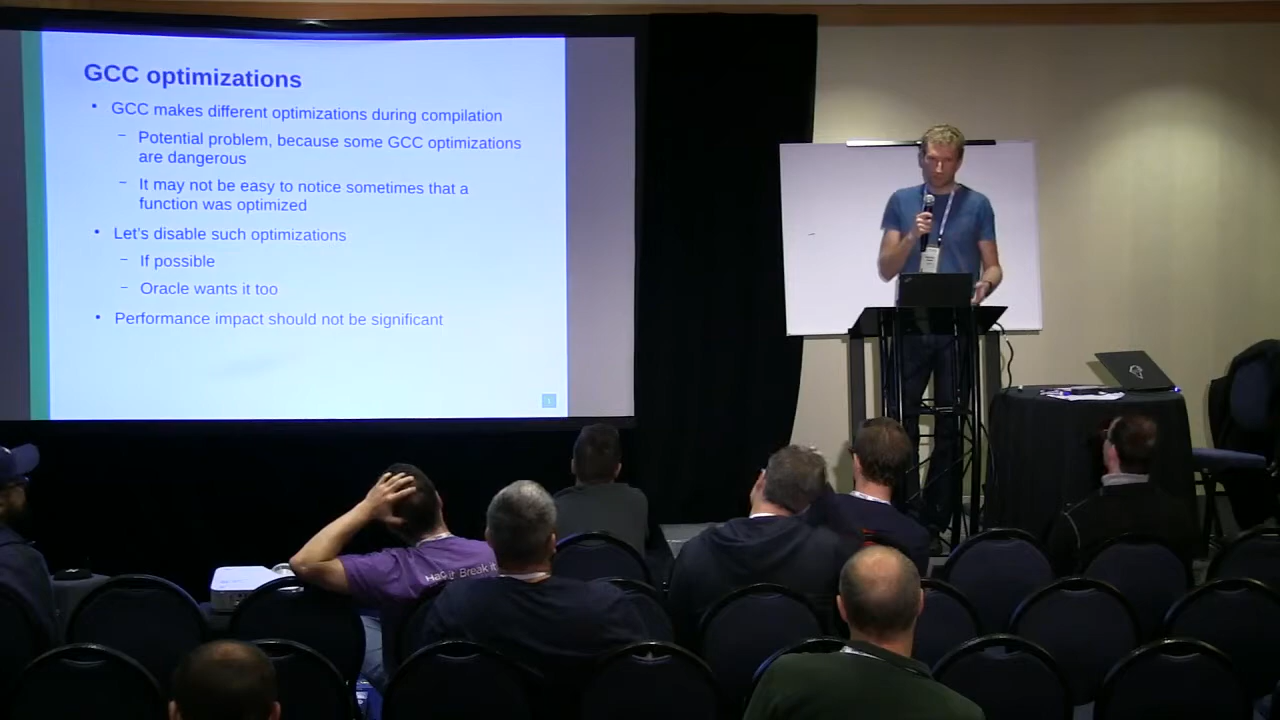 GCC optimizations
• GCC makes different optimizations during compilation
– Potential problem, because some GCC optimizations
are dangerous
– It may not be easy to notice sometimes that a
function was optimized
• Let's disable such optimizations
– If possible
– Oracle wants it too
• Performance impact should not be significant
Break it